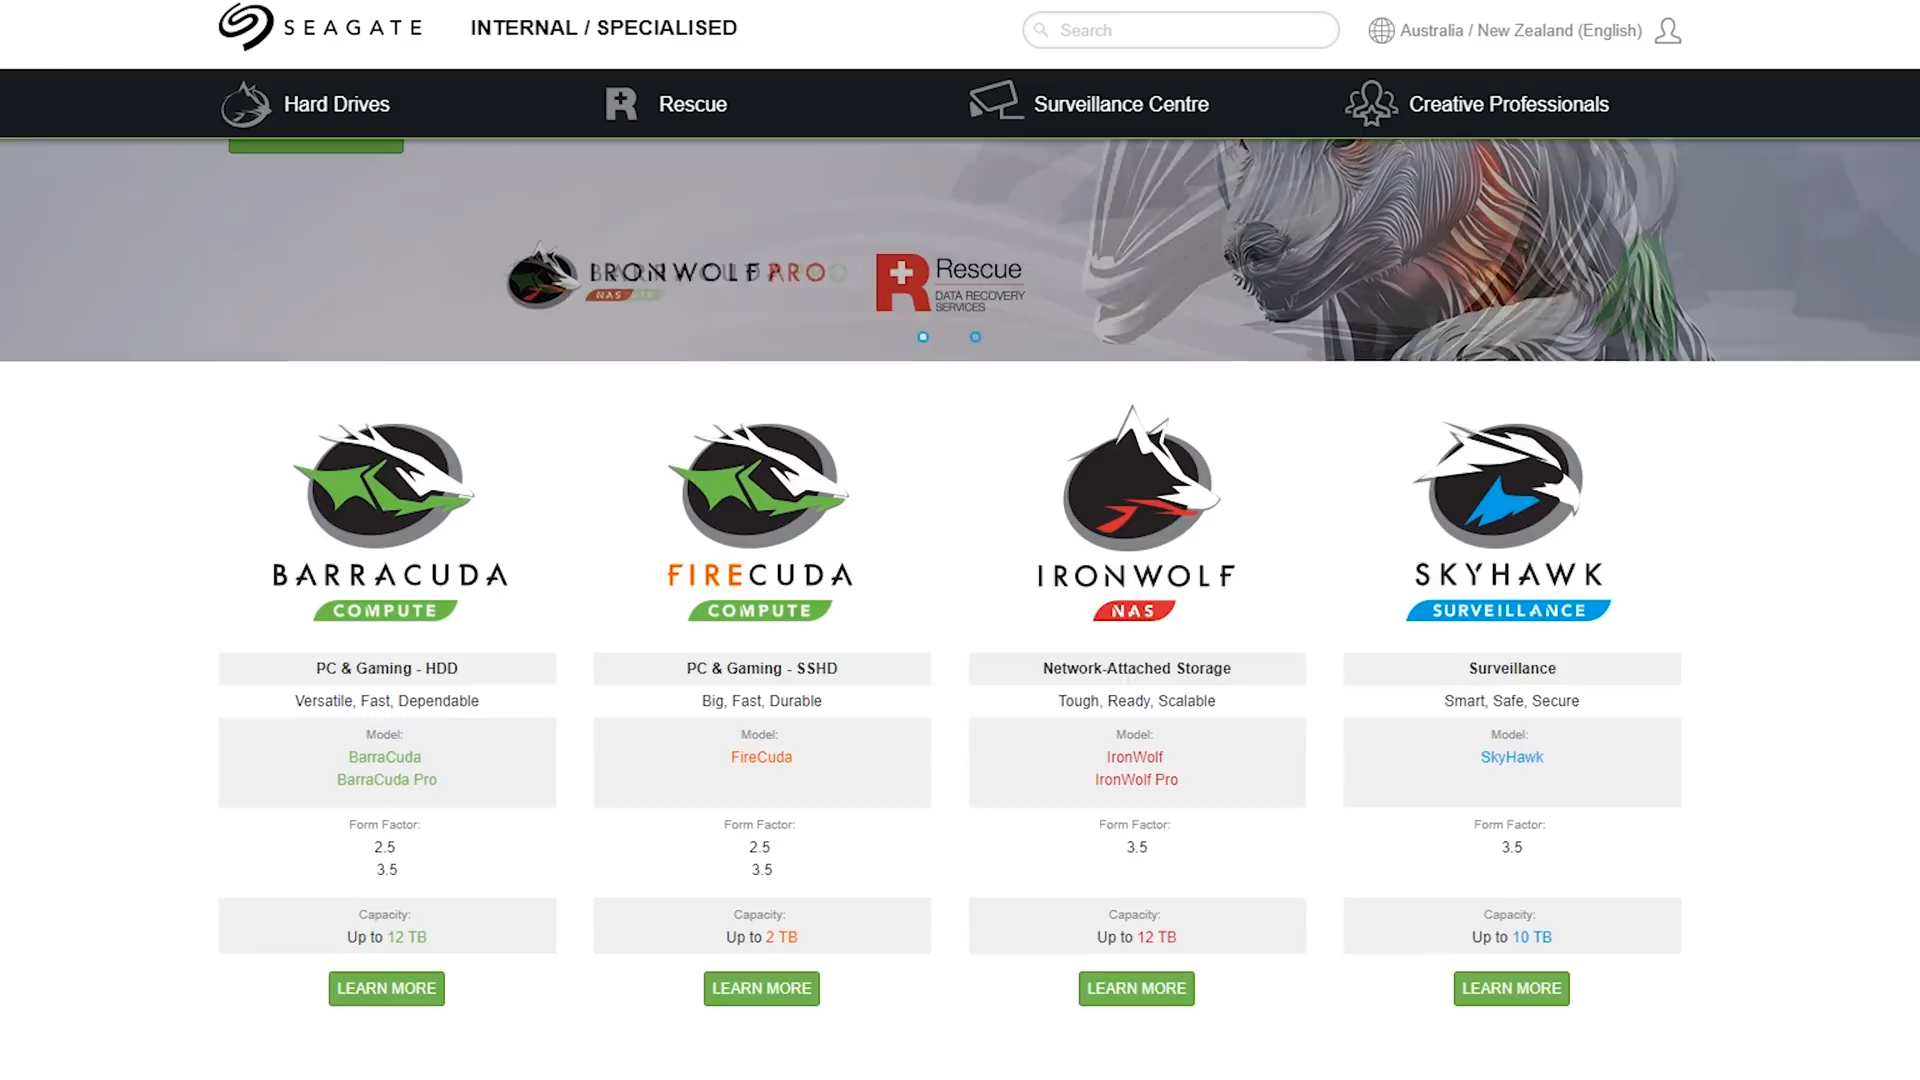 SEAGATE INTERNAL / SPECIALISED Search Australia / New Zealand (English)
Hard Drives Rescue Surveillance Centre Creative Professionals
IRONWOLF PRO
NAS
Rescue
DATA RECOVERY
SERVICES
BARRACUDA FIRECUDA IRONWOLF SKYHAWK
COMPUTE COMPUTE NAS SURVEILLANCE
PC & Gaming - HDD PC & Gaming - SSHD Network-Attached Storage Surveillance
Versatile, Fast, Dependable Big, Fast, Durable Tough, Ready, Scalable Smart, Safe, Secure
Model: Model: Model: Model:
BarraCuda FireCuda IronWolf SkyHawk
BarraCuda Pro IronWolf Pro
Form Factor: Form Factor: Form Factor: Form Factor:
2.5 2.5 3.5 3.5
3.5 3.5
Capacity: Capacity: Capacity: Capacity:
Up to 12 TB Up to 2 TB Up to 12 TB Up to 10 TB
LEARN MORE LEARN MORE LEARN MORE LEARN MORE